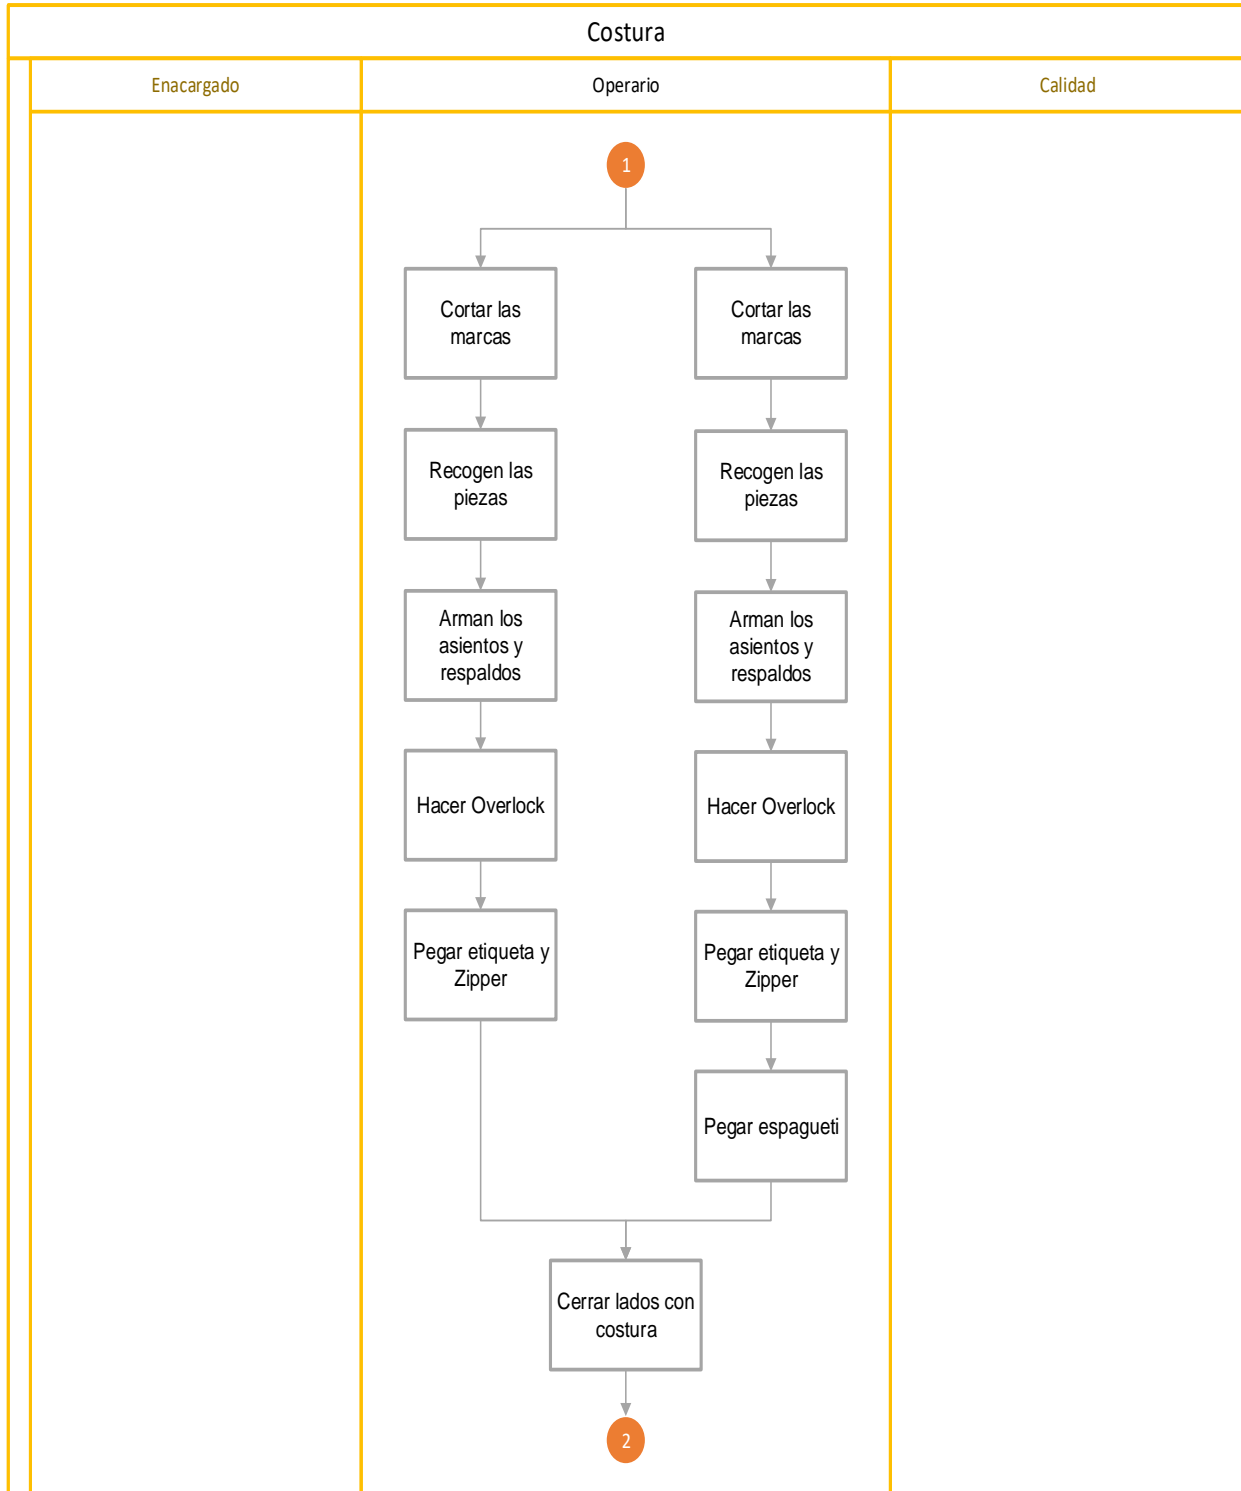 Costura
Enacargado
Operario
Calidad
1
Cortar las
marcas
Cortar las
marcas
Recogen las
piezas
Recogen las
piezas
Arman los
asientos y
respaldos
Arman los
asientos y
respaldos
Hacer Overlock
Hacer Overlock
Pegar etiqueta y
Zipper
Pegar etiqueta y
Zipper
Pegar espagueti
Cerrar lados con
costura
2